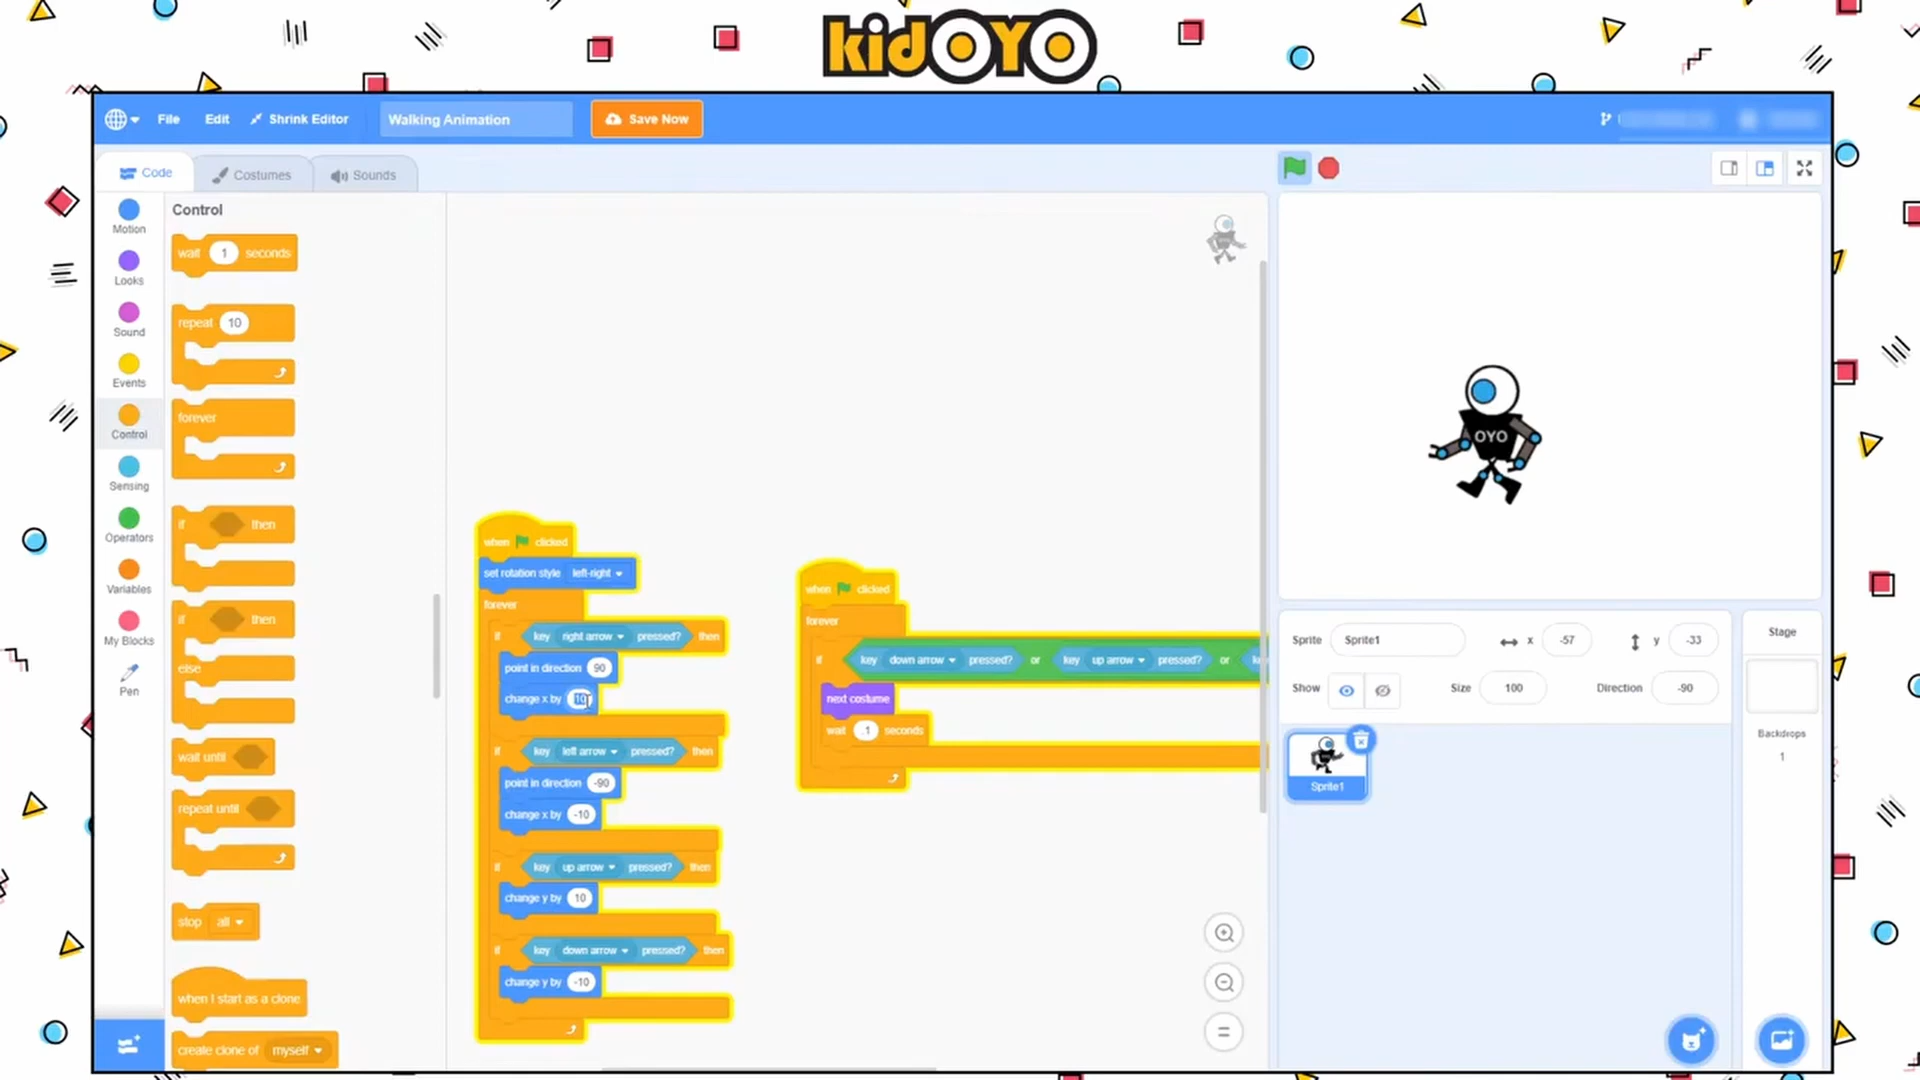 kidOYO
File Edit Shrink Editor Walking Animation Save Now
Code Costumes Sounds
Motion
Looks
Sound
Events
Control
Sensing
Operators
Variables
My Blocks
Pen
Control
wait 1 seconds
repeat 10
forever
if then
if then
else
wait until
repeat until
stop all
when I start as a clone
create clone of myself
when clicked
set rotation style left-right
forever
if key right arrow pressed? then
point in direction 90
change x by 10
if key left arrow pressed? then
point in direction -90
change x by -10
if key up arrow pressed? then
change y by 10
if key down arrow pressed? then
change y by -10
when clicked
forever
if key down arrow pressed? or key up arrow pressed? or
next costume
wait .1 seconds
OYO
Sprite Sprite1 x -57 y -33
Show Size 100 Direction -90
Sprite1
Stage
Backdrops
1